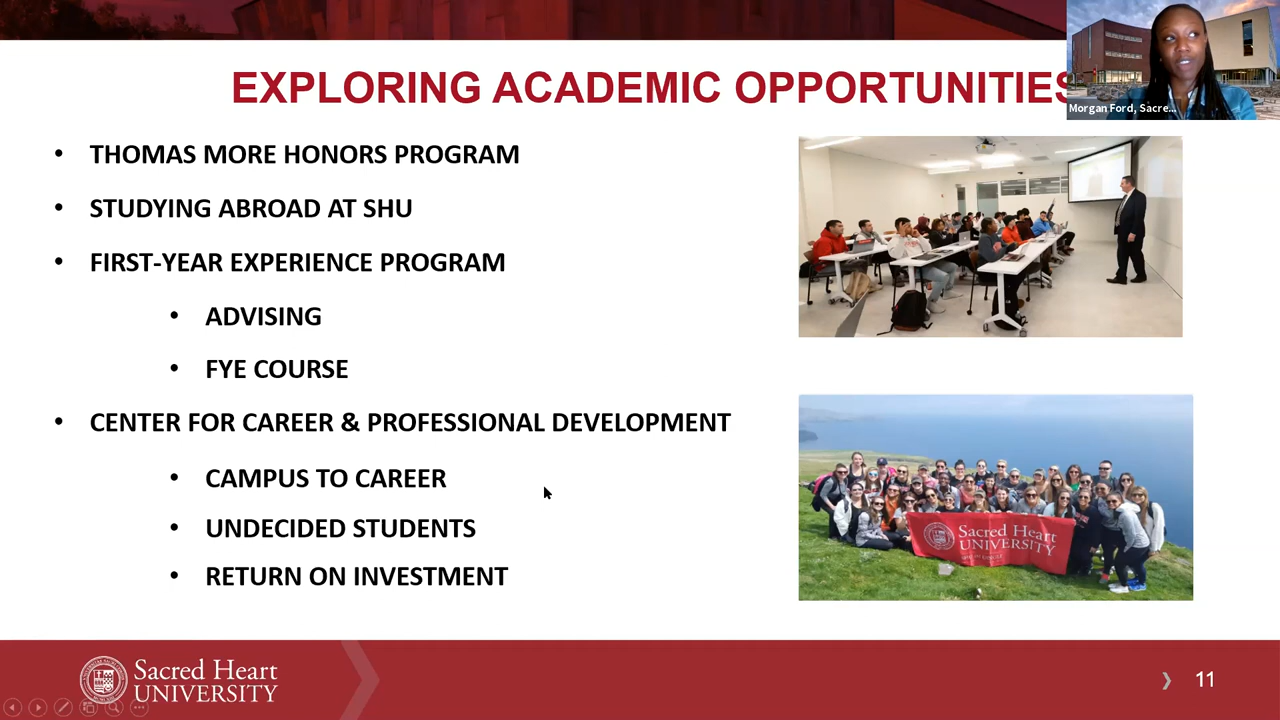 EXPLORING ACADEMIC OPPORTUNITIES
Morgan Ford, Sacre...
• THOMAS MORE HONORS PROGRAM
• STUDYING ABROAD AT SHU
• FIRST-YEAR EXPERIENCE PROGRAM
• ADVISING
• FYE COURSE
• CENTER FOR CAREER & PROFESSIONAL DEVELOPMENT
• CAMPUS TO CAREER
• UNDECIDED STUDENTS
• RETURN ON INVESTMENT
Sacred Heart
UNIVERSITY
Sacred Heart
UNIVERSITY
11